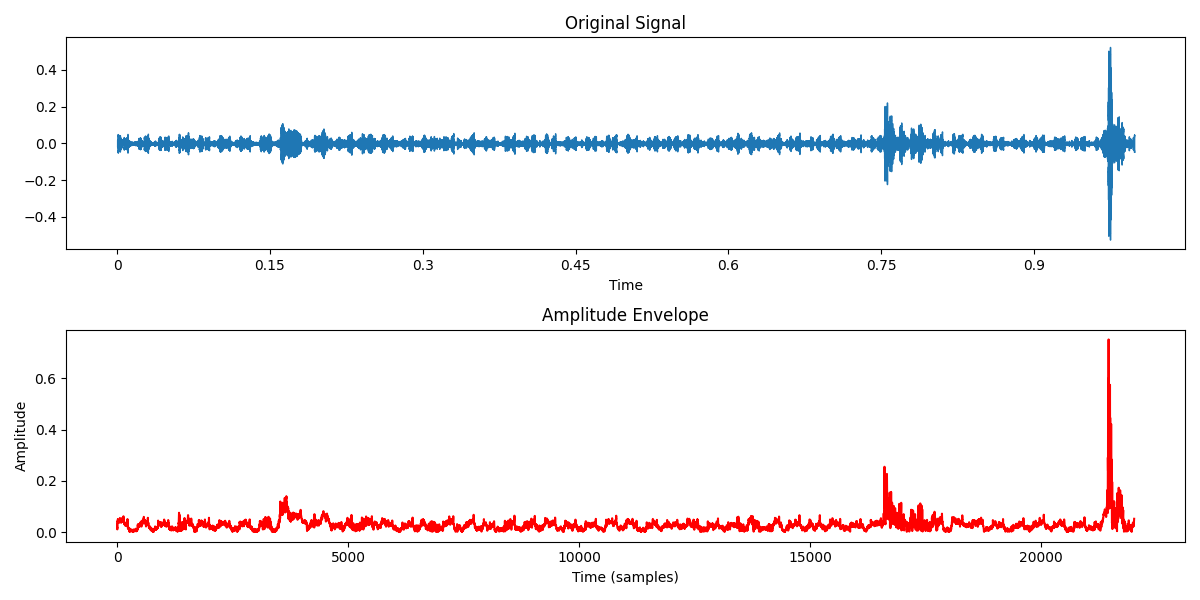 Original Signal
0.4
0.2
0.0
−0.2
−0.4
0 0.15 0.3 0.45 0.6 0.75 0.9
Time
Amplitude Envelope
Amplitude
0.6
0.4
0.2
0.0
0 5000 10000 15000 20000
Time (samples)